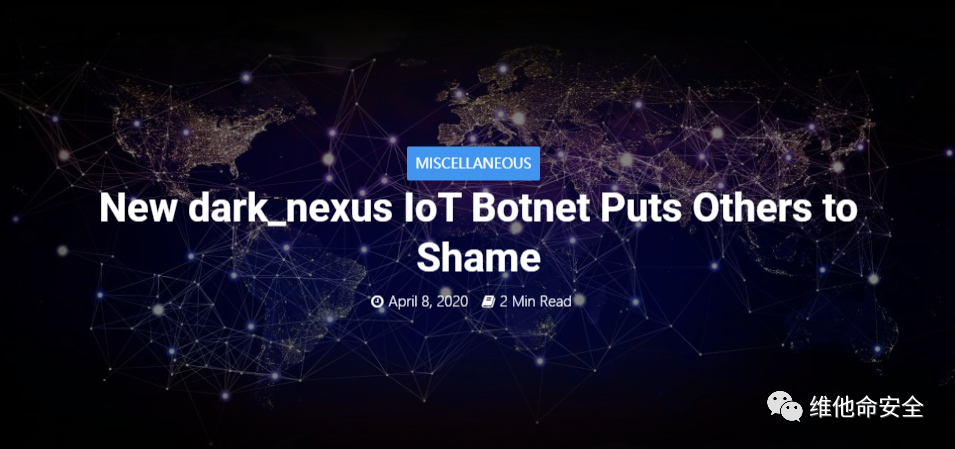 MISCELLANEOUS
New dark_nexus IoT Botnet Puts Others to
Shame
April 8, 2020 2 Min Read
维他命安全